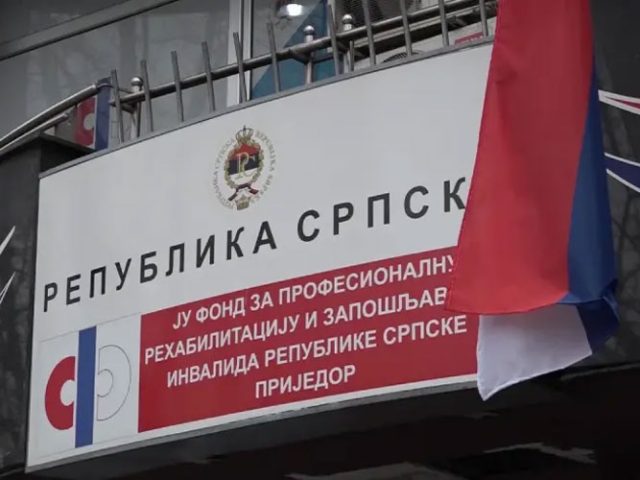 РЕПУБЛИКА СРПСК
ЈУ ФОНД ЗА ПРОФЕСИОНАЛНУ
РЕХАБИЛИТАЦИЈУ И ЗАПОШЉАВ
ИНВАЛИДА РЕПУБЛИКЕ СРПСКЕ
ПРИЈЕДОР